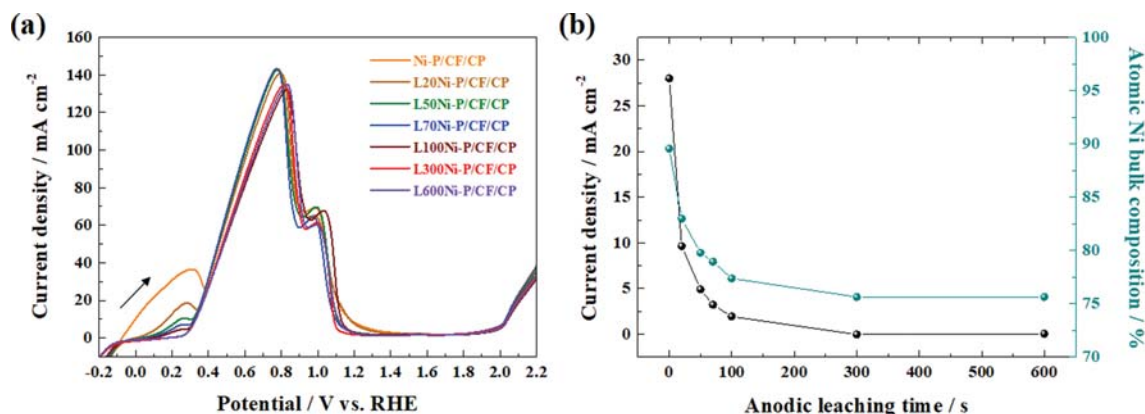 (a)
160
140
120
100
80
60
40
20
0
Current density / mA cm-2
-0.2 0.0 0.2 0.4 0.6 0.8 1.0 1.2 1.4 1.6 1.8 2.0 2.2
Potential / V vs. RHE
Ni-P/CF/CP
L20Ni-P/CF/CP
L50Ni-P/CF/CP
L70Ni-P/CF/CP
L100Ni-P/CF/CP
L300Ni-P/CF/CP
L600Ni-P/CF/CP
(b)
30
25
20
15
10
5
0
Current density / mA cm-2
0 100 200 300 400 500 600
Anodic leaching time / s
100
95
90
85
80
75
70
Atomic Ni bulk composition / %